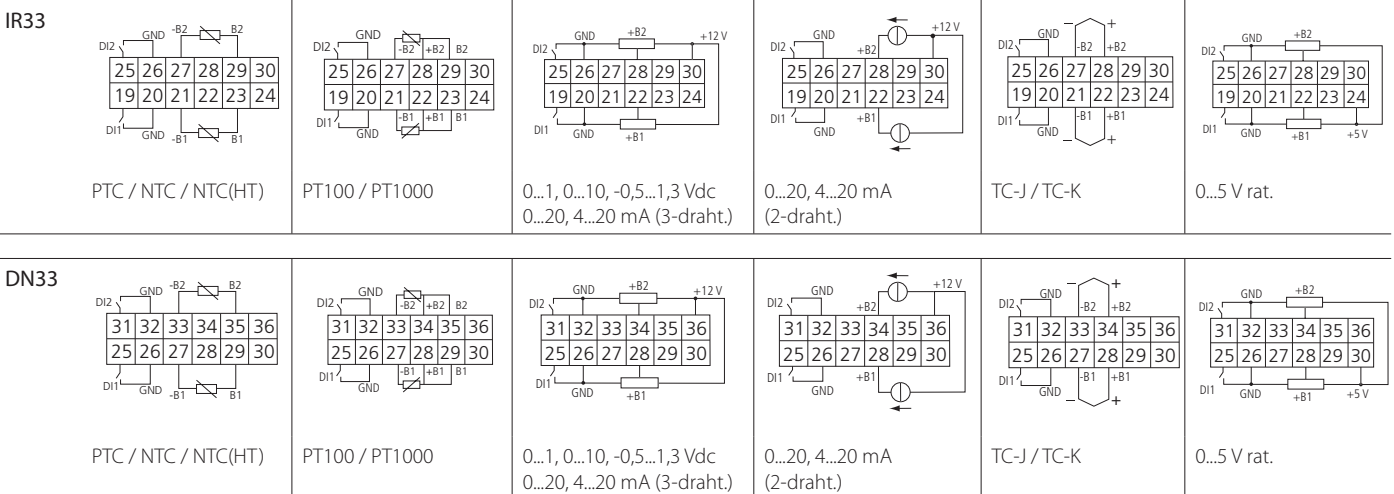 IR33
GND -B2 B2
DI2
25 26 27 28 29 30
19 20 21 22 23 24
DI1 GND -B1 B1
PTC / NTC / NTC(HT)
GND
DI2 -B2 +B2 B2
25 26 27 28 29 30
19 20 21 22 23 24
DI1 GND -B1 +B1 B1
PT100 / PT1000
GND +B2 +12 V
DI2
25 26 27 28 29 30
19 20 21 22 23 24
DI1 GND +B1
0...1, 0...10, -0,5...1,3 Vdc
0...20, 4...20 mA (3-draht.)
+12 V
GND
DI2 +B2
25 26 27 28 29 30
19 20 21 22 23 24
DI1 GND +B1
0...20, 4...20 mA
(2-draht.)
– +
GND
DI2 -B2 +B2
25 26 27 28 29 30
19 20 21 22 23 24
DI1 GND -B1 +B1
– +
TC-J / TC-K
GND +B2
DI2
25 26 27 28 29 30
19 20 21 22 23 24
DI1 GND +B1 +5 V
0...5 V rat.
DN33
GND -B2 B2
DI2
31 32 33 34 35 36
25 26 27 28 29 30
DI1 GND -B1 B1
PTC / NTC / NTC(HT)
GND
DI2 -B2 +B2 B2
31 32 33 34 35 36
25 26 27 28 29 30
DI1 GND -B1 +B1 B1
PT100 / PT1000
GND +B2 +12 V
DI2
31 32 33 34 35 36
25 26 27 28 29 30
DI1 GND +B1
0...1, 0...10, -0,5...1,3 Vdc
0...20, 4...20 mA (3-draht.)
+12 V
GND
DI2 +B2
31 32 33 34 35 36
25 26 27 28 29 30
DI1 GND +B1
0...20, 4...20 mA
(2-draht.)
– +
GND
DI2 -B2 +B2
31 32 33 34 35 36
25 26 27 28 29 30
DI1 GND -B1 +B1
– +
TC-J / TC-K
GND +B2
DI2
31 32 33 34 35 36
25 26 27 28 29 30
DI1 GND +B1 +5 V
0...5 V rat.